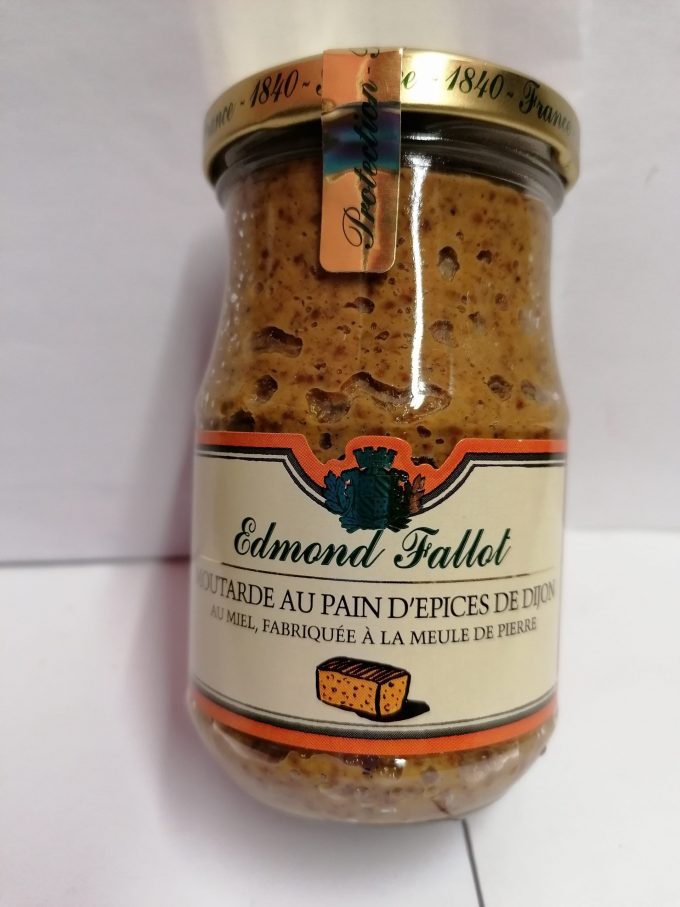 France ~ 1840 ~
~ 1840 ~ France
Protection
Edmond Fallot
MOUTARDE AU PAIN D'EPICES DE DIJON
AU MIEL, FABRIQUÉE À LA MEULE DE PIERRE